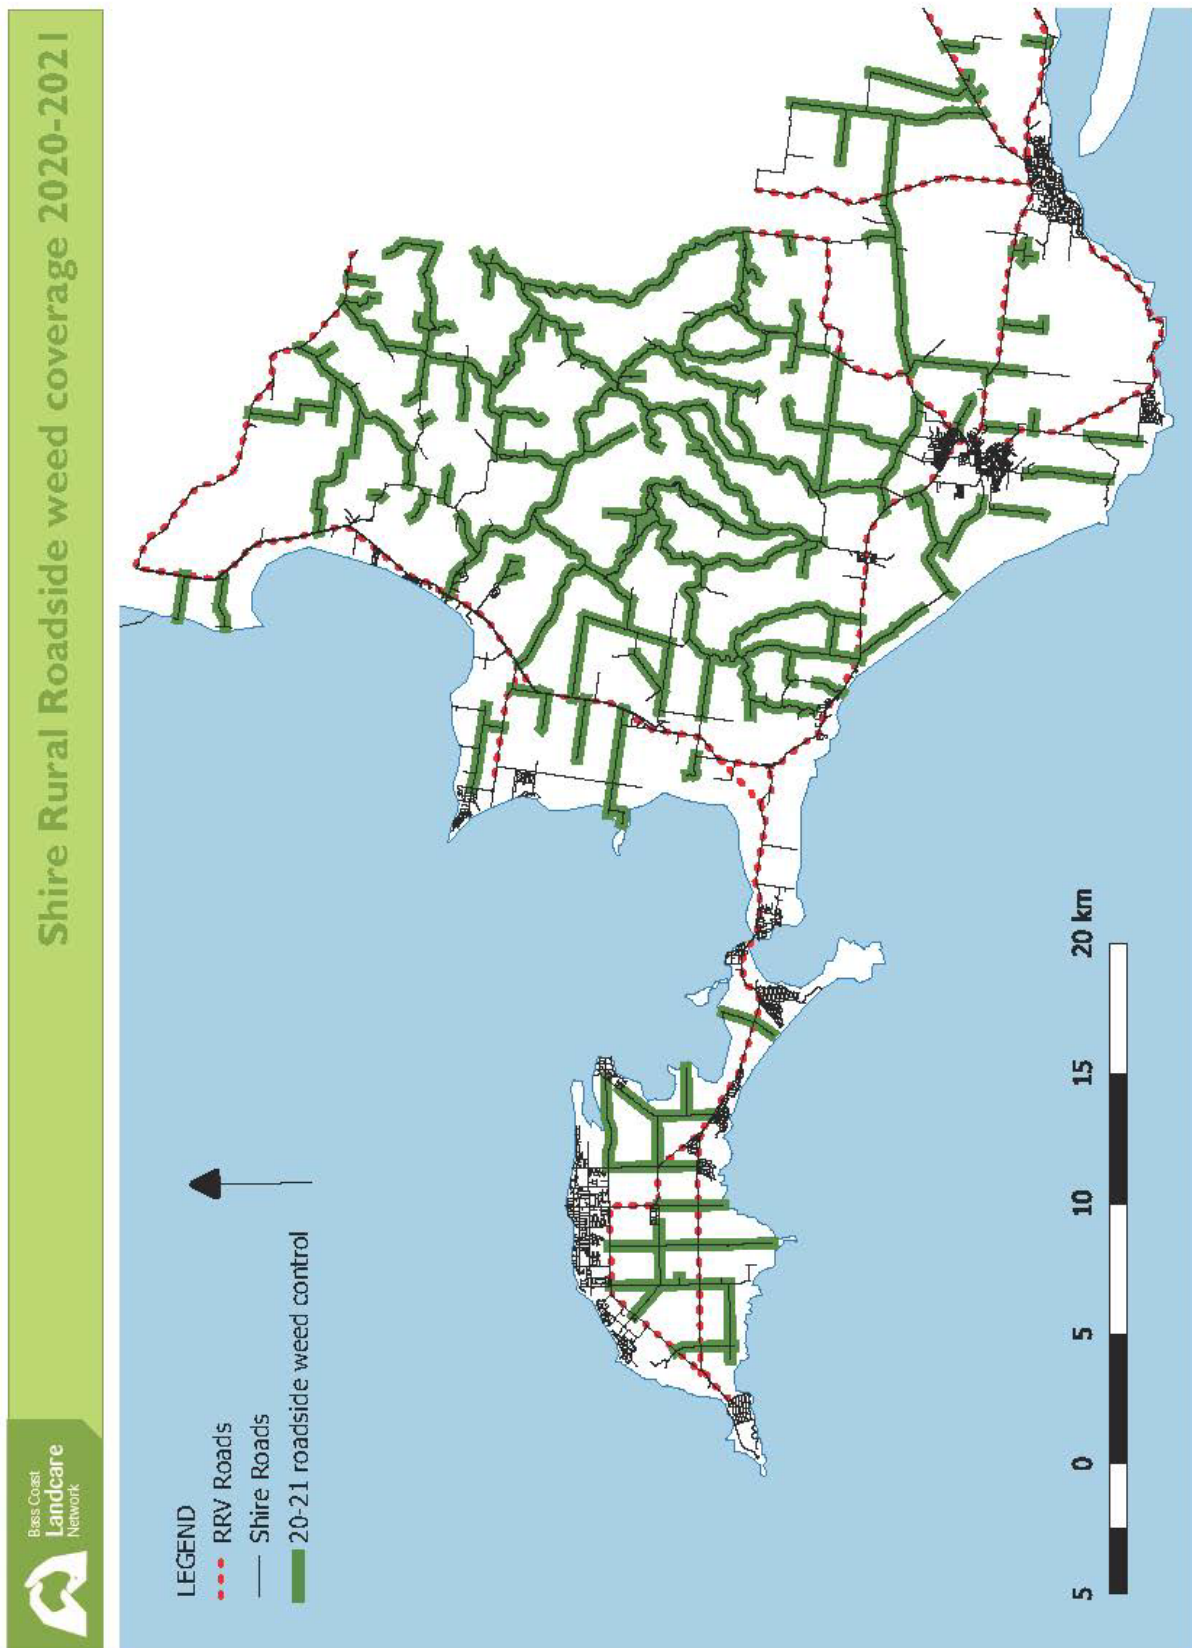 Bass Coast
Landcare
Network
Shire Rural Roadside weed coverage 2020-2021
LEGEND
RRV Roads
Shire Roads
20-21 roadside weed control
5 0 5 10 15 20 km